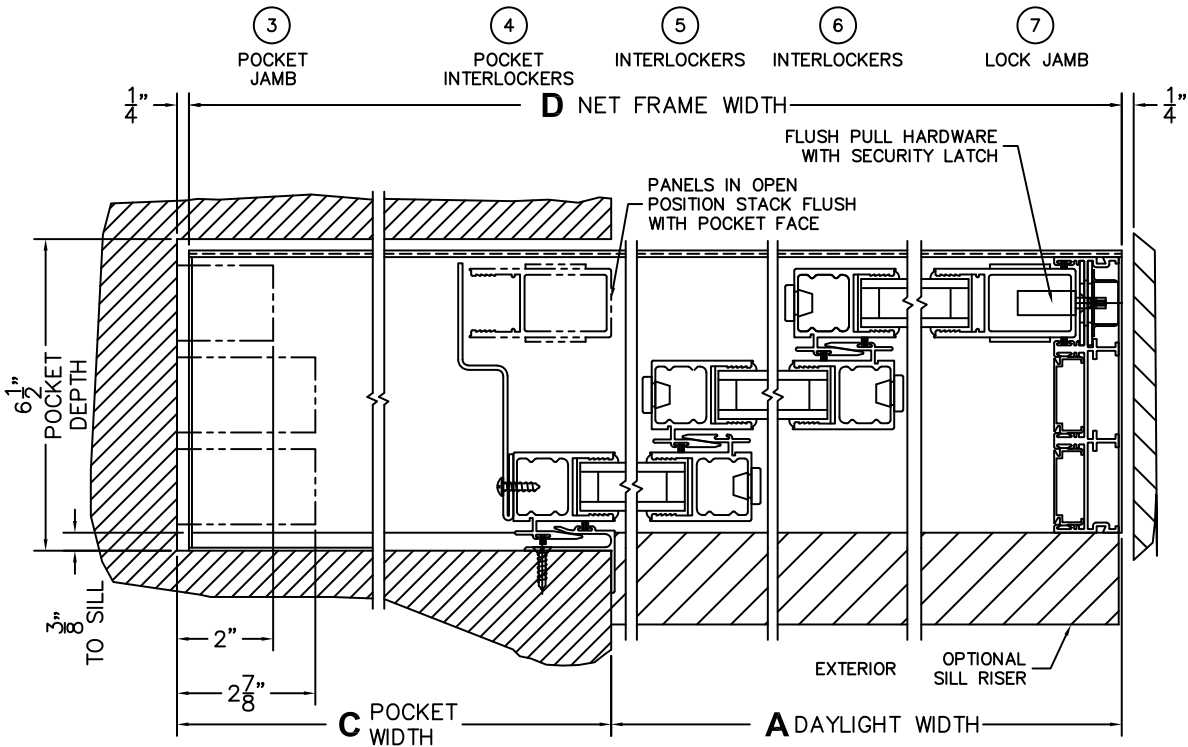 3
POCKET
JAMB
4
POCKET
INTERLOCKERS
5
INTERLOCKERS
6
INTERLOCKERS
7
LOCK JAMB
1/4"
D NET FRAME WIDTH
1/4"
FLUSH PULL HARDWARE
WITH SECURITY LATCH
PANELS IN OPEN
POSITION STACK FLUSH
WITH POCKET FACE
6 1/2"
POCKET
DEPTH
3/8"
TO SILL
2"
2 7/8"
EXTERIOR
OPTIONAL
SILL RISER
C POCKET
WIDTH
A DAYLIGHT WIDTH